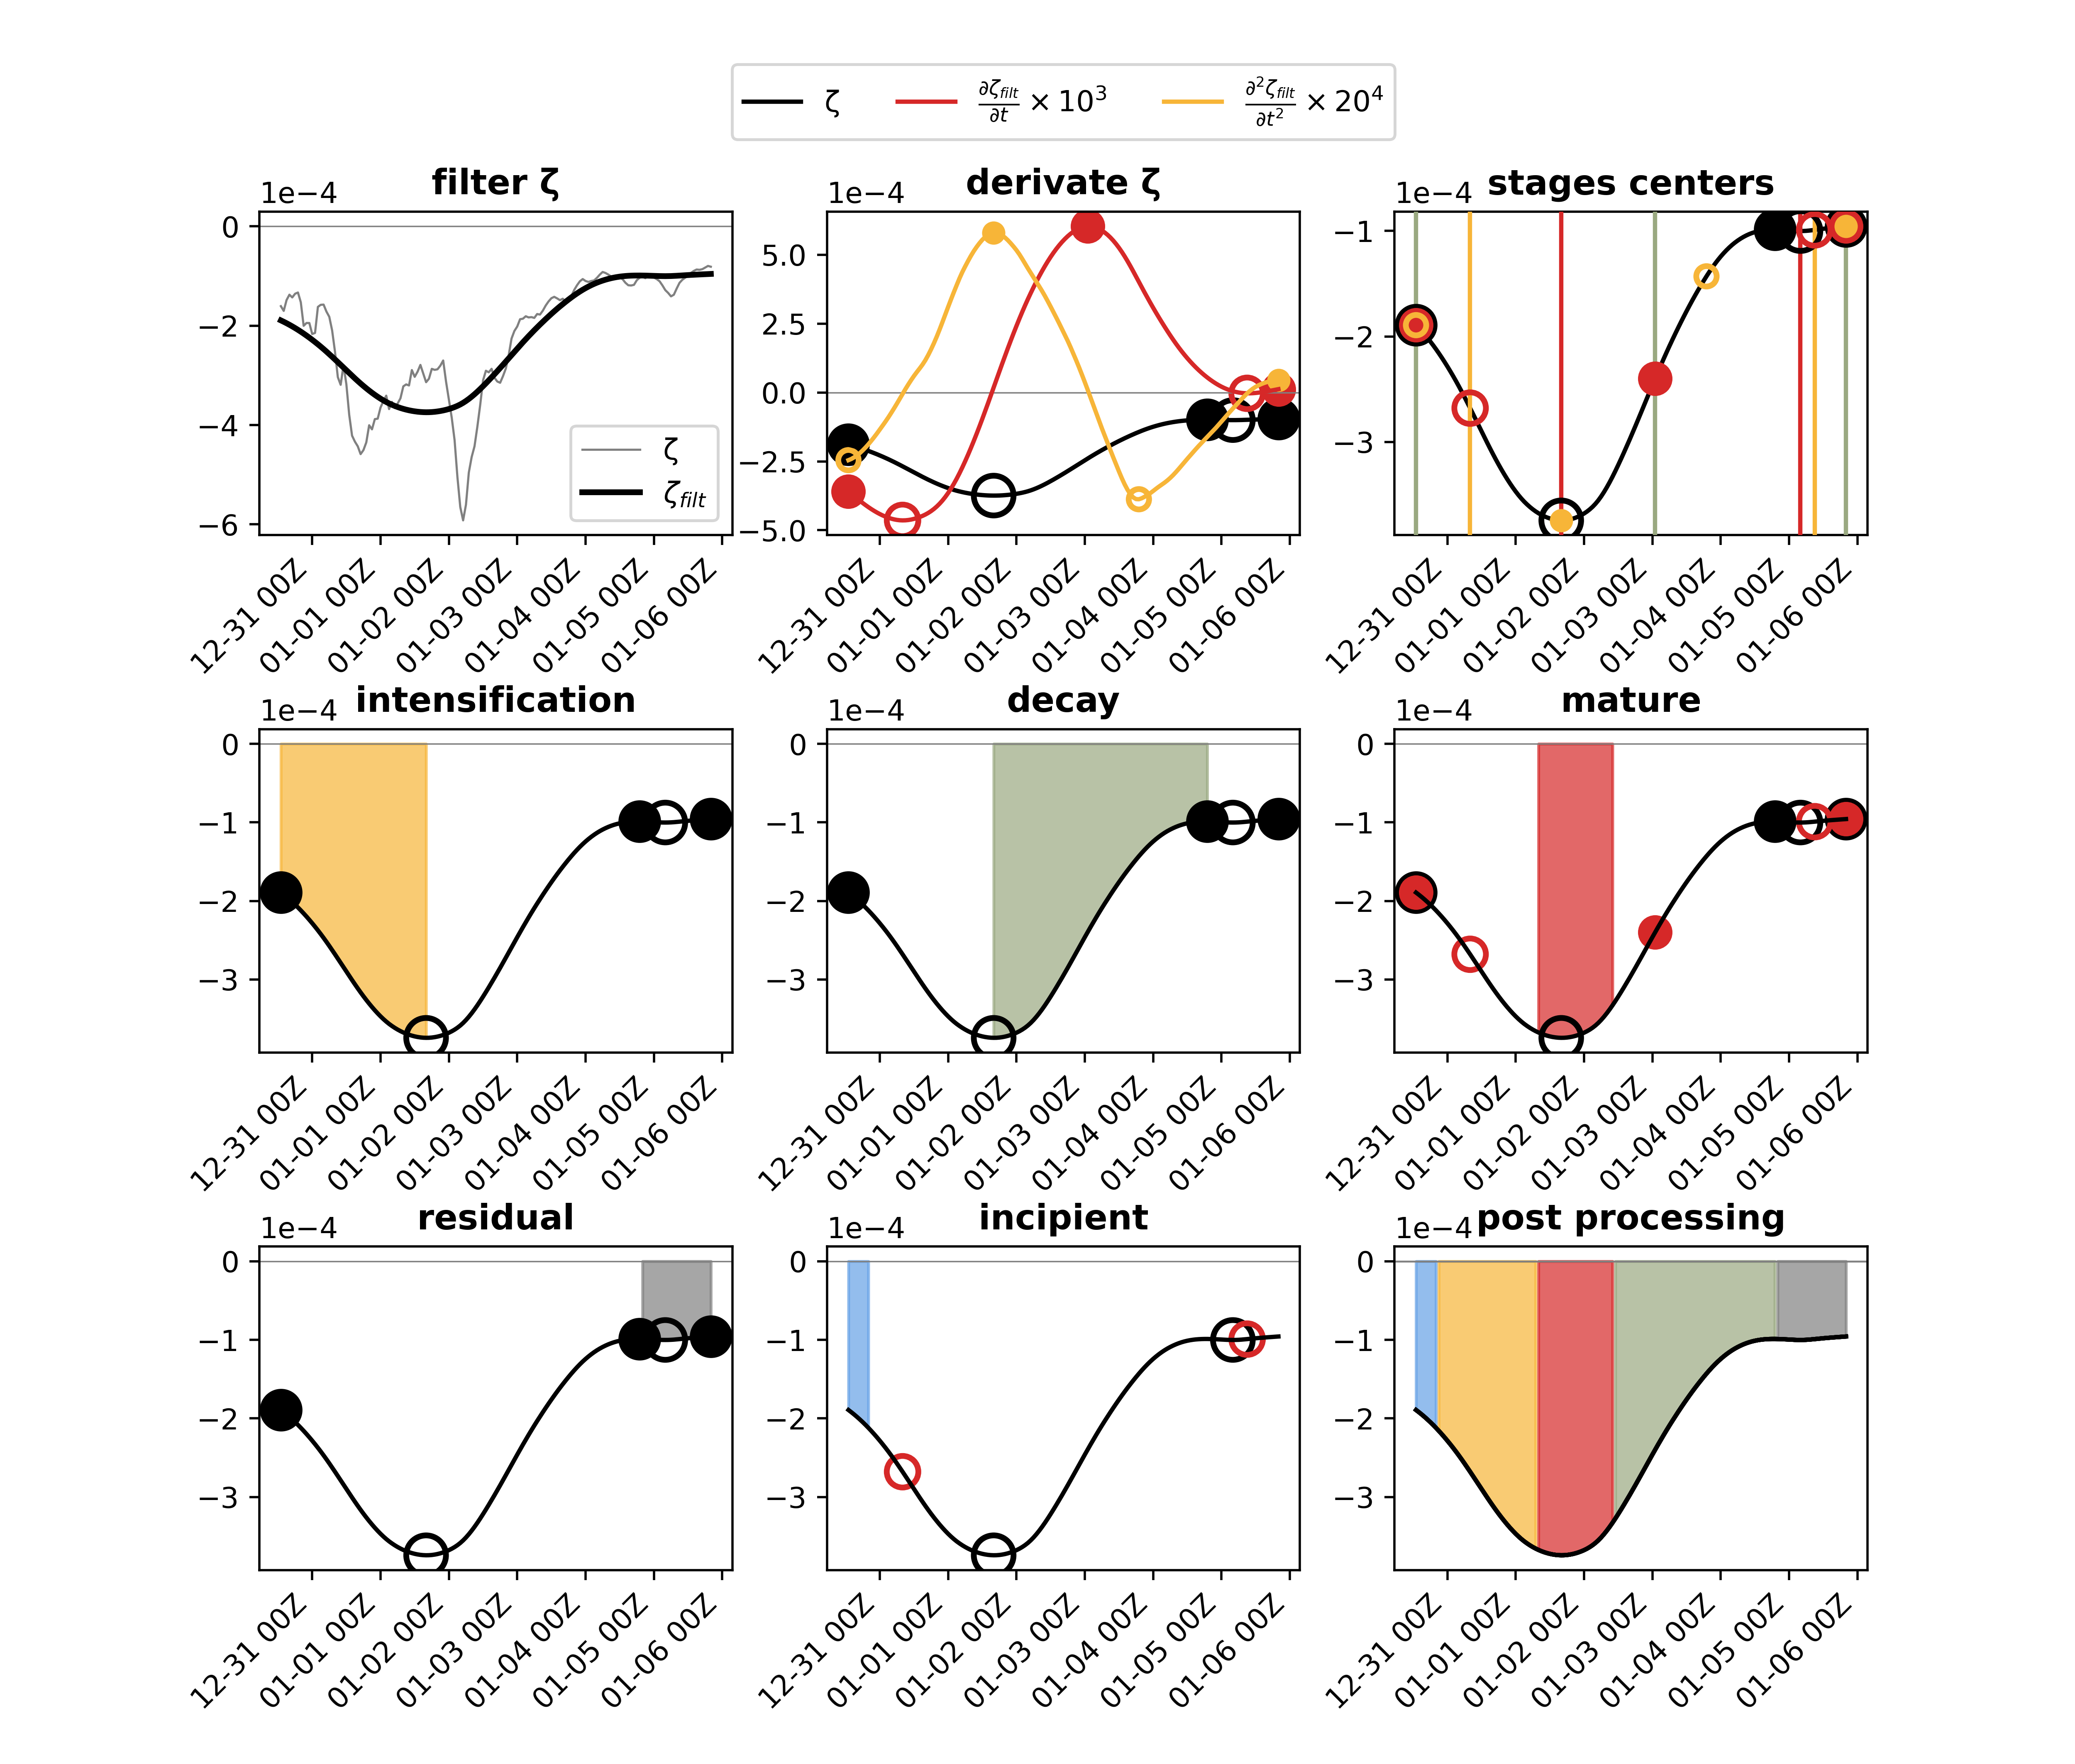 ζ ∂ζfilt/∂t × 10³ ∂²ζfilt/∂t² × 20⁴
filter ζ
1e−4
0
−2
−4
−6
ζ
ζfilt
12-31 00Z 01-01 00Z 01-02 00Z 01-03 00Z 01-04 00Z 01-05 00Z 01-06 00Z
derivate ζ
1e−4
5.0
2.5
0.0
−2.5
−5.0
12-31 00Z 01-01 00Z 01-02 00Z 01-03 00Z 01-04 00Z 01-05 00Z 01-06 00Z
stages centers
1e−4
−1
−2
−3
12-31 00Z 01-01 00Z 01-02 00Z 01-03 00Z 01-04 00Z 01-05 00Z 01-06 00Z
intensification
1e−4
0
−1
−2
−3
12-31 00Z 01-01 00Z 01-02 00Z 01-03 00Z 01-04 00Z 01-05 00Z 01-06 00Z
decay
1e−4
0
−1
−2
−3
12-31 00Z 01-01 00Z 01-02 00Z 01-03 00Z 01-04 00Z 01-05 00Z 01-06 00Z
mature
1e−4
0
−1
−2
−3
12-31 00Z 01-01 00Z 01-02 00Z 01-03 00Z 01-04 00Z 01-05 00Z 01-06 00Z
residual
1e−4
0
−1
−2
−3
12-31 00Z 01-01 00Z 01-02 00Z 01-03 00Z 01-04 00Z 01-05 00Z 01-06 00Z
incipient
1e−4
0
−1
−2
−3
12-31 00Z 01-01 00Z 01-02 00Z 01-03 00Z 01-04 00Z 01-05 00Z 01-06 00Z
post processing
1e−4
0
−1
−2
−3
12-31 00Z 01-01 00Z 01-02 00Z 01-03 00Z 01-04 00Z 01-05 00Z 01-06 00Z